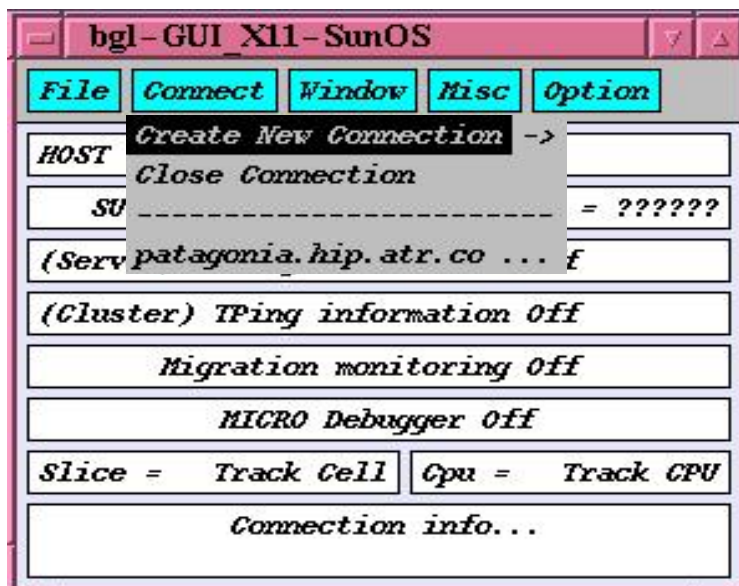 bgl-GUI_X11-SunOS
File Connect Window Misc Option
HOST Create New Connection ->
Close Connection
SU ------------------------- = ??????
(Serv patagonia.hip.atr.co ... f
(Cluster) TPing information Off
Migration monitoring Off
MICRO Debugger Off
Slice = Track Cell Cpu = Track CPU
Connection info...